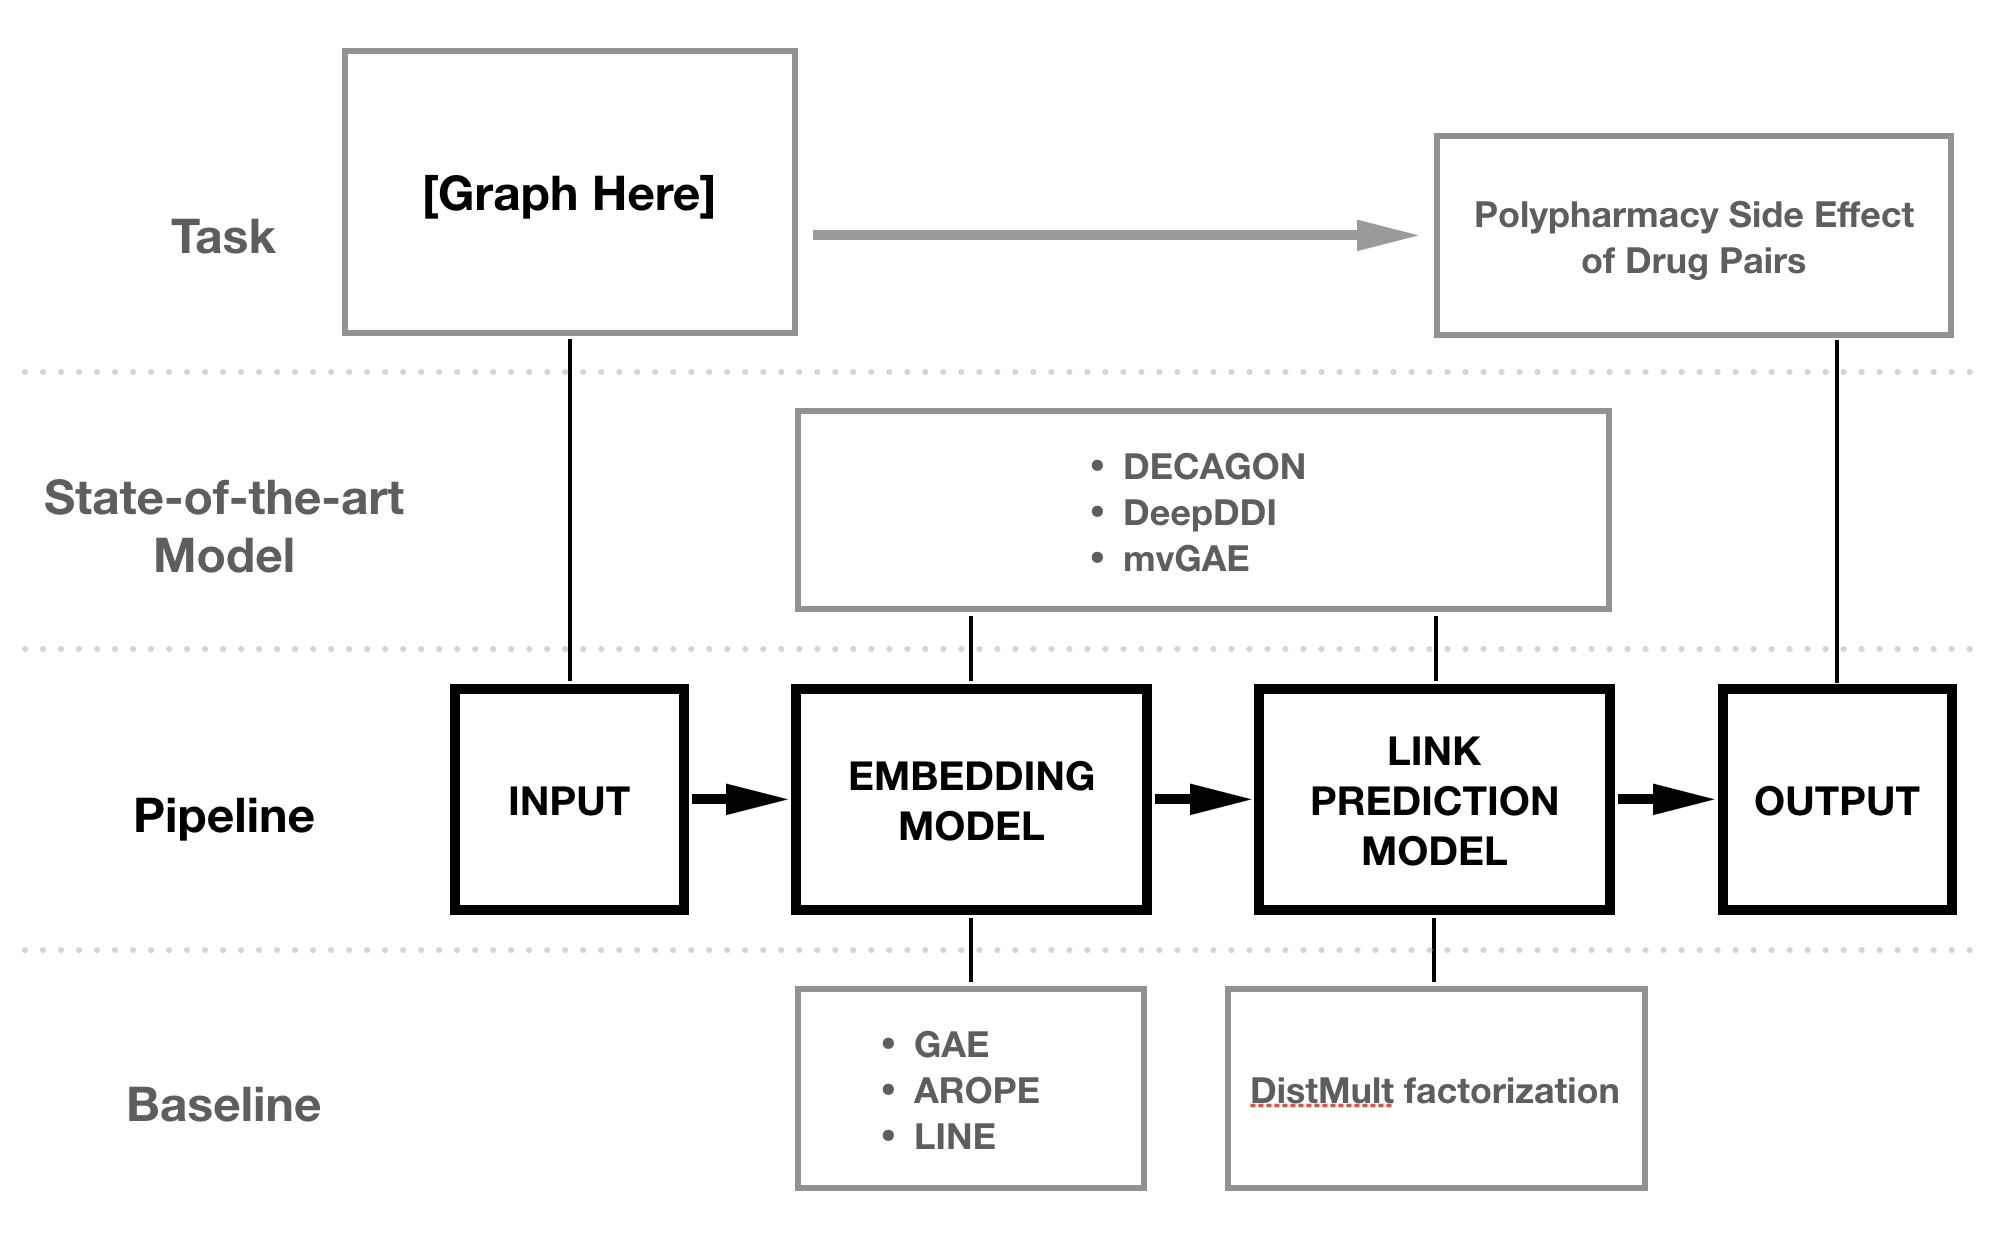 [Graph Here]
Task
Polypharmacy Side Effect
of Drug Pairs
State-of-the-art
Model
• DECAGON
• DeepDDI
• mvGAE
Pipeline
INPUT
EMBEDDING
MODEL
LINK
PREDICTION
MODEL
OUTPUT
Baseline
• GAE
• AROPE
• LINE
DistMult factorization